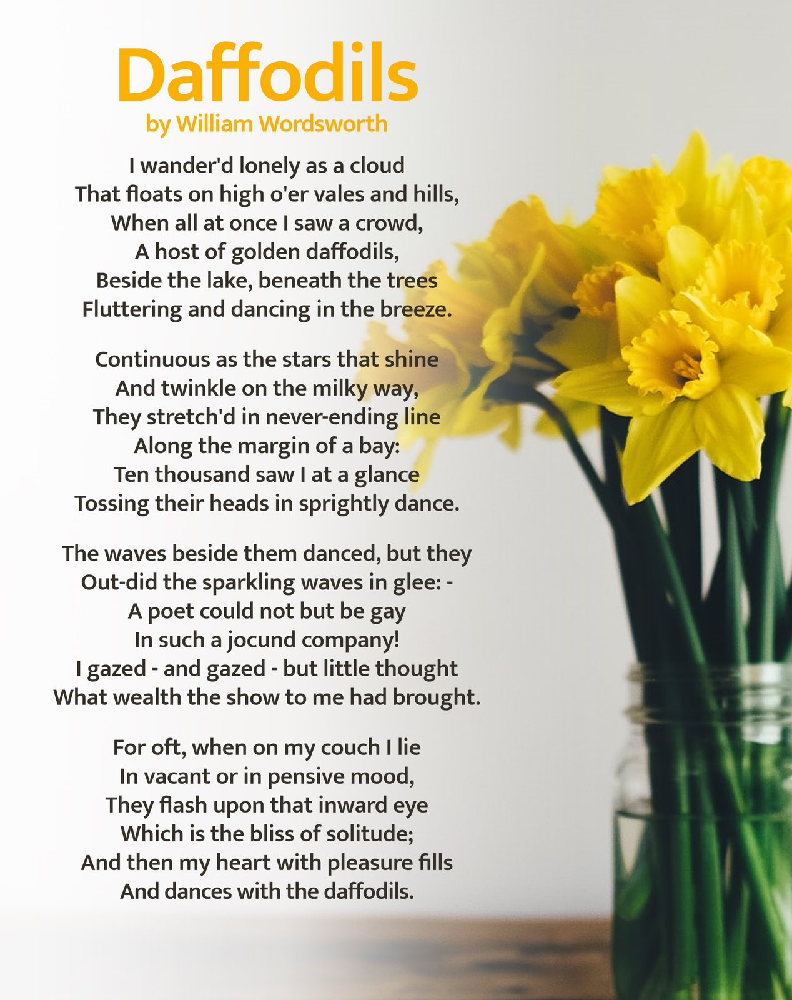 Daffodils
by William Wordsworth
I wander'd lonely as a cloud
That floats on high o'er vales and hills,
When all at once I saw a crowd,
A host of golden daffodils,
Beside the lake, beneath the trees
Fluttering and dancing in the breeze.
Continuous as the stars that shine
And twinkle on the milky way,
They stretch'd in never-ending line
Along the margin of a bay:
Ten thousand saw I at a glance
Tossing their heads in sprightly dance.
The waves beside them danced, but they
Out-did the sparkling waves in glee: -
A poet could not but be gay
In such a jocund company!
I gazed - and gazed - but little thought
What wealth the show to me had brought.
For oft, when on my couch I lie
In vacant or in pensive mood,
They flash upon that inward eye
Which is the bliss of solitude;
And then my heart with pleasure fills
And dances with the daffodils.